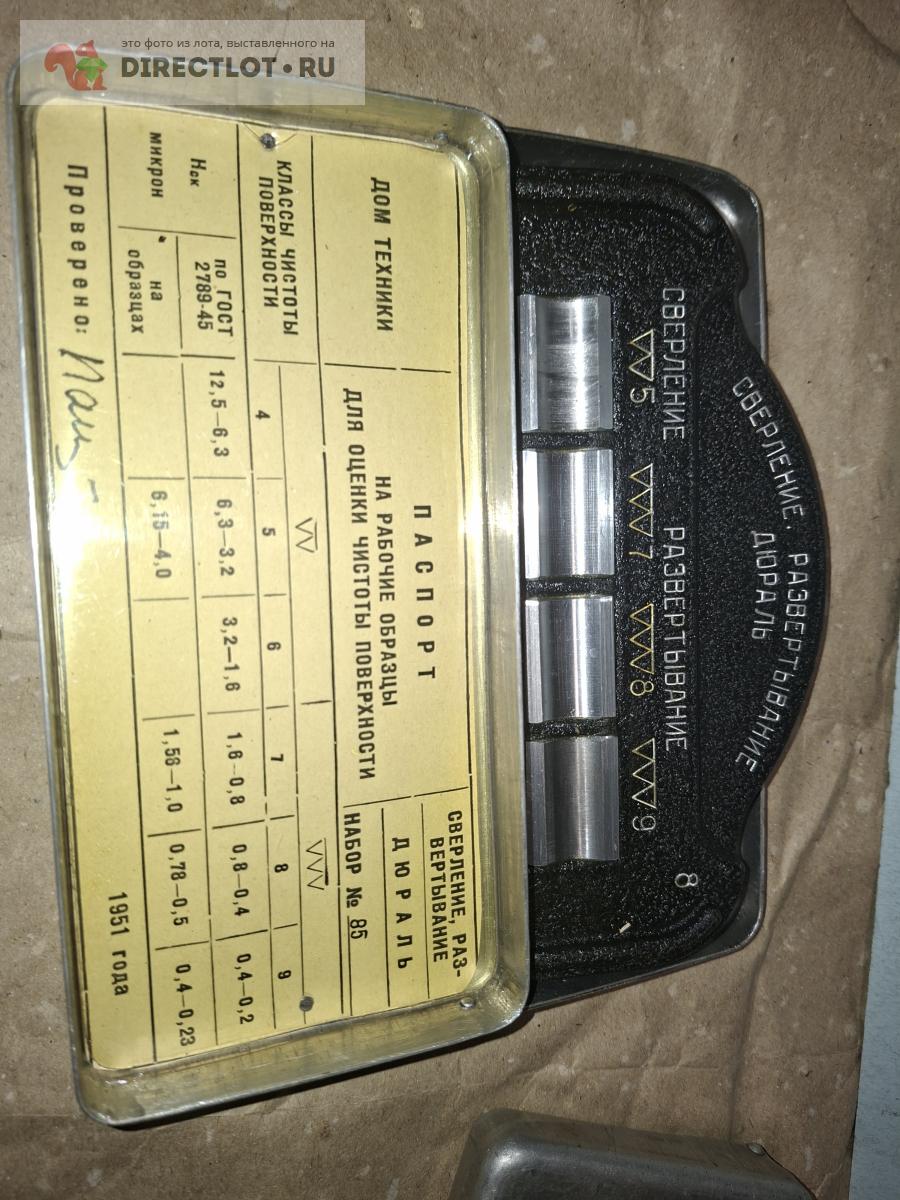 это фото из лота, выставленного на
DIRECTLOT.RU
ДОМ ТЕХНИКИ
ПАСПОРТ
НА РАБОЧИЕ ОБРАЗЦЫ
ДЛЯ ОЦЕНКИ ЧИСТОТЫ ПОВЕРХНОСТИ
СВЕРЛЕНИЕ, РАЗ-
ВЕРТЫВАНИЕ
ДЮРАЛЬ
НАБОР № 85
КЛАССЫ ЧИСТОТЫ
ПОВЕРХНОСТИ
▽▽ ▽▽▽
4 5 6 7 8 9
Нск
микрон
по ГОСТ
2789-45
12,5–6,3 6,3–3,2 3,2–1,6 1,6–0,8 0,8–0,4 0,4–0,2
на
образцах
6,15–4,0 1,58–1,0 0,78–0,5 0,4–0,23
Проверено:
1951 года
СВЕРЛЕНИЕ. РАЗВЕРТЫВАНИЕ
ДЮРАЛЬ
СВЕРЛЕНИЕ РАЗВЕРТЫВАНИЕ
▽▽5 ▽▽▽7 ▽▽▽8 ▽▽▽9
8